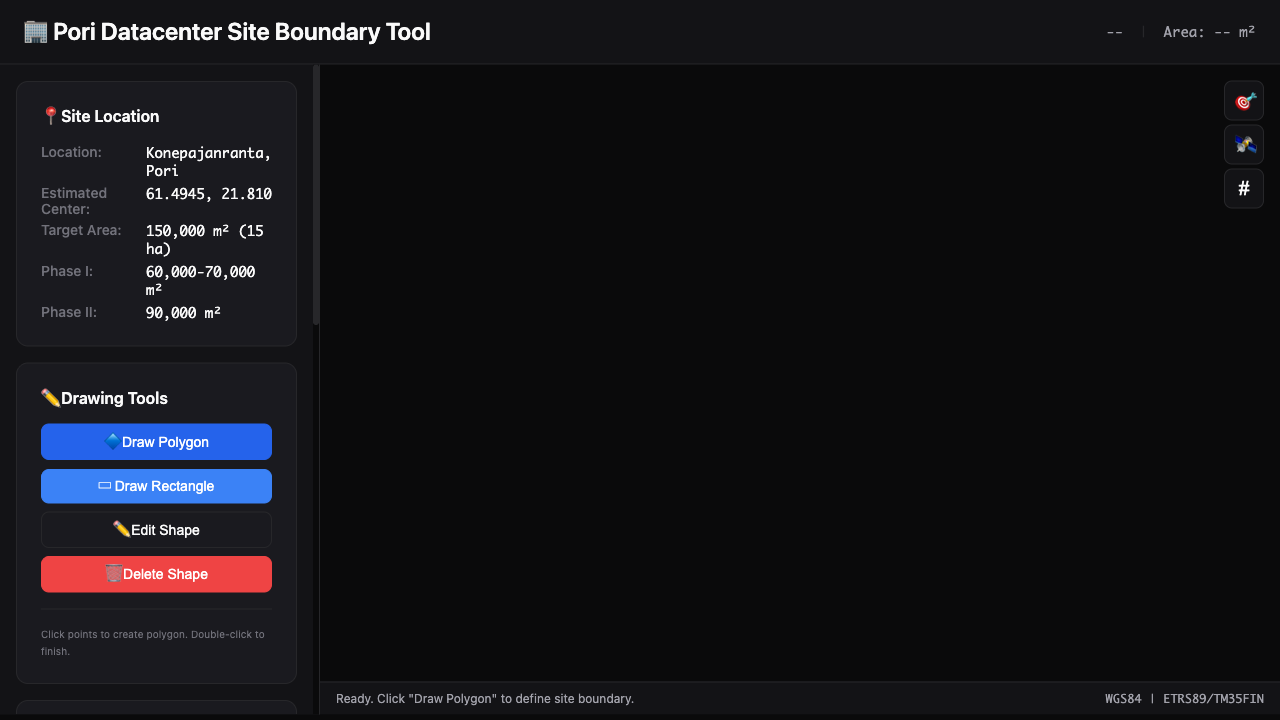 Pori Datacenter Site Boundary Tool
-- | Area: -- m²
Site Location
Location: Konepajanranta,
Pori
Estimated 61.4945, 21.810
Center:
Target Area: 150,000 m² (15
ha)
Phase I: 60,000-70,000
m²
Phase II: 90,000 m²
#
Drawing Tools
Draw Polygon
Draw Rectangle
Edit Shape
Delete Shape
Click points to create polygon. Double-click to
finish.
Ready. Click "Draw Polygon" to define site boundary.
WGS84 | ETRS89/TM35FIN